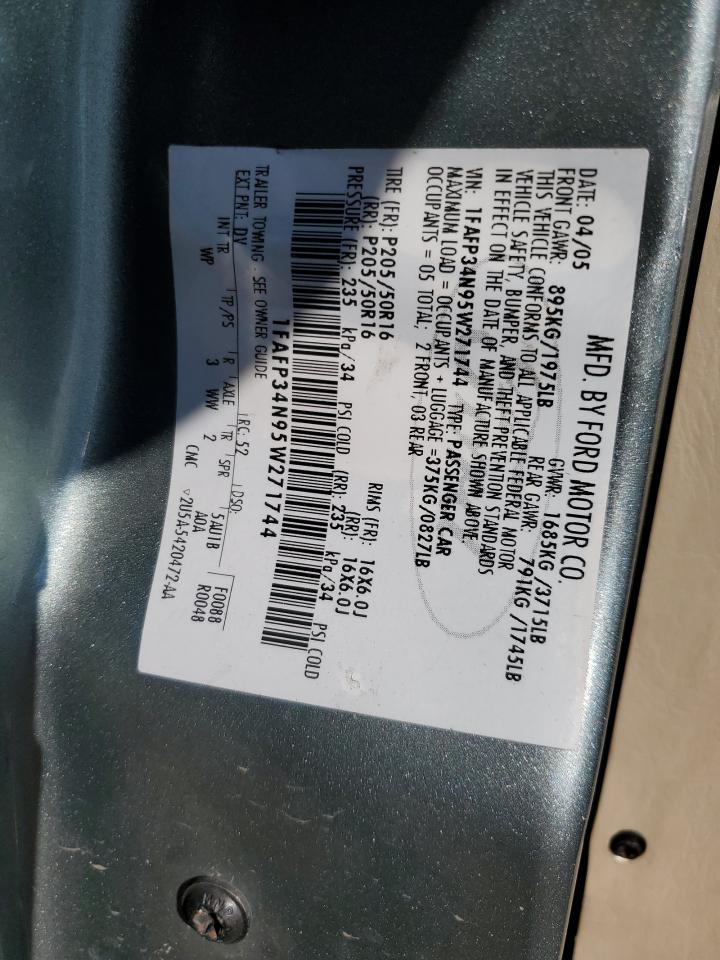 MFD. BY FORD MOTOR CO.
DATE: 04/05 GVWR: 1685KG/3715LB
FRONT GAWR: 895KG/1975LB REAR GAWR: 791KG/1745LB
THIS VEHICLE CONFORMS TO ALL APPLICABLE FEDERAL MOTOR
VEHICLE SAFETY, BUMPER, AND THEFT PREVENTION STANDARDS
IN EFFECT ON THE DATE OF MANUFACTURE SHOWN ABOVE.
VIN: 1FAFP34N95W271744 TYPE: PASSENGER CAR
MAXIMUM LOAD = OCCUPANTS + LUGGAGE =375KG/0827LB
OCCUPANTS = 05 TOTAL; 2 FRONT, 03 REAR
TIRE (FR): P205/50R16 RIMS (FR): 16X6.0J
(RR): P205/50R16 (RR): 16X6.0J
PRESSURE (FR): 235 kPa/34 PSI COLD (RR): 235 kPa/34 PSI COLD
1FAFP34N95W271744
TRAILER TOWING - SEE OWNER GUIDE
EXT PNT: DV RC: 52 DSO:
INT TR TP/PS R AXLE TR SPR 5AU1B F0088
WP 3 WW 2 CMC AOA R0048
2U5A-5420472-AA